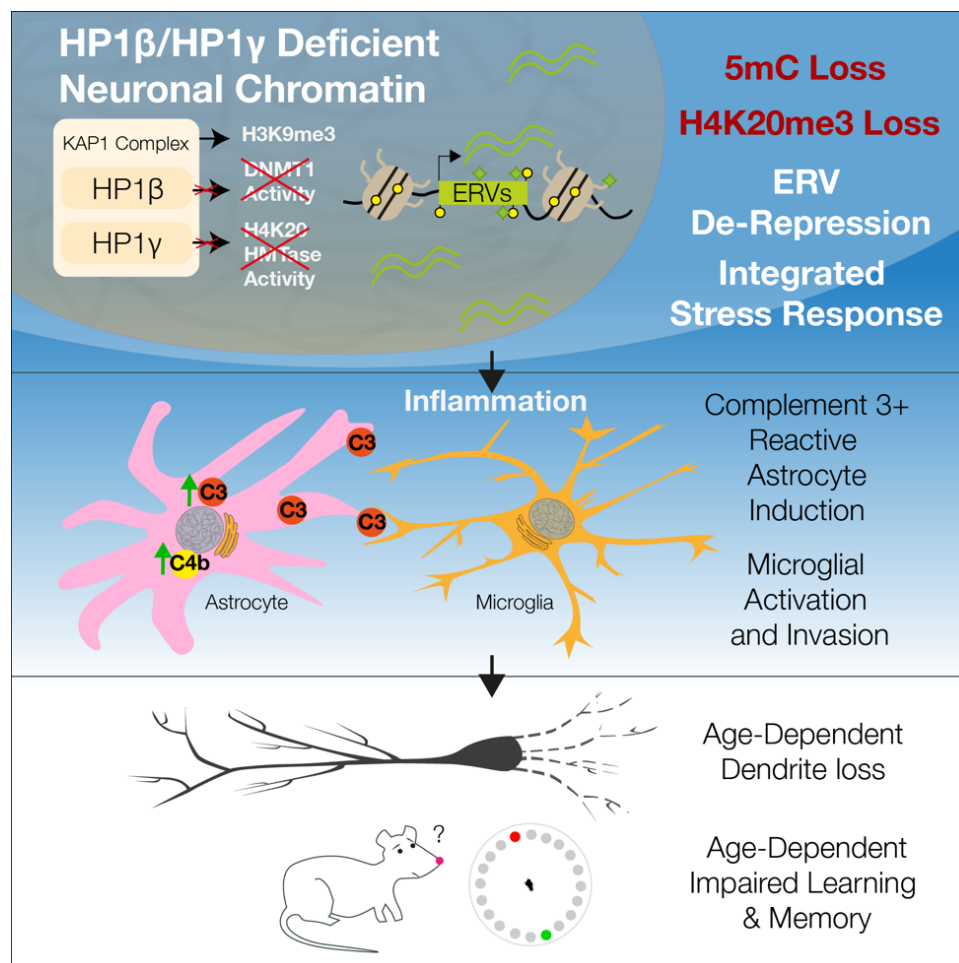 HP1β/HP1γ Deficient
Neuronal Chromatin
KAP1 Complex
H3K9me3
HP1β
DNMT1
Activity
HP1γ
H4K20
HMTase
Activity
ERVs
5mC Loss
H4K20me3 Loss
ERV
De-Repression
Integrated
Stress Response
Inflammation
C3
C3
C3
C3
C4b
Astrocyte
Microglia
Complement 3+
Reactive
Astrocyte
Induction
Microglial
Activation
and Invasion
Age-Dependent
Dendrite loss
?
Age-Dependent
Impaired Learning
& Memory